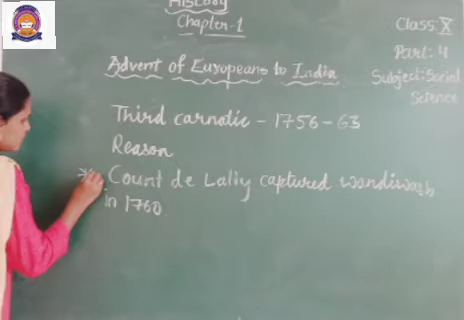 History
Chapter-1
Class: X
Part: 4
Subject: Social
Science
Advent of Europeans to India
Third carnatic - 1756-63
Reason
Count de Lally captured wandiwash
in 1760